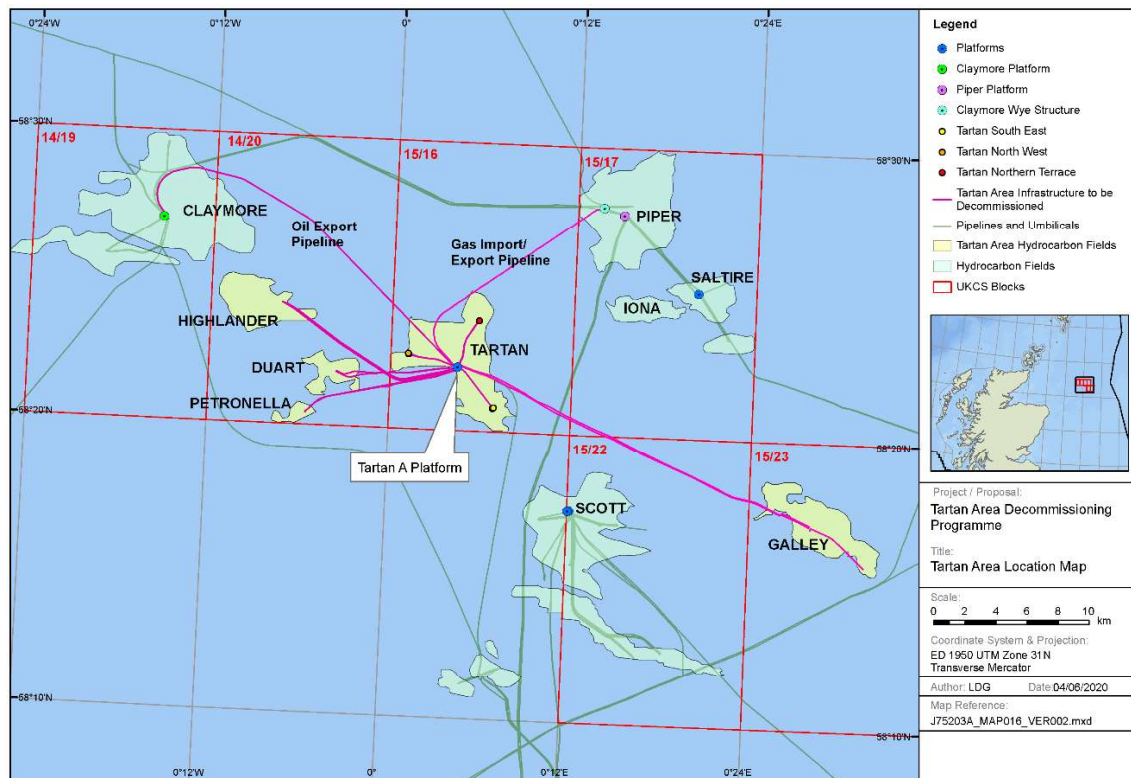 0°24'W
0°12'W
0°
0°12'E
0°24'E
58°30'N
14/19
14/20
15/16
15/17
58°30'N
CLAYMORE
PIPER
Oil Export
Pipeline
Gas Import/
Export Pipeline
SALTIRE
IONA
HIGHLANDER
TARTAN
DUART
PETRONELLA
58°20'N
58°20'N
15/22
15/23
Tartan A Platform
SCOTT
GALLEY
58°10'N
58°10'N
0°12'W
0°
0°12'E
0°24'E
Legend
Platforms
Claymore Platform
Piper Platform
Claymore Wye Structure
Tartan South East
Tartan North West
Tartan Northern Terrace
Tartan Area Infrastructure to be
Decommissioned
Pipelines and Umbilicals
Tartan Area Hydrocarbon Fields
Hydrocarbon Fields
UKCS Blocks
Project / Proposal:
Tartan Area Decommissioning
Programme
Title:
Tartan Area Location Map
Scale:
0 2 4 6 8 10
km
Coordinate System & Projection:
ED 1950 UTM Zone 31N
Transverse Mercator
Author: LDG Date:04/06/2020
Map Reference:
J75203A_MAP016_VER002.mxd